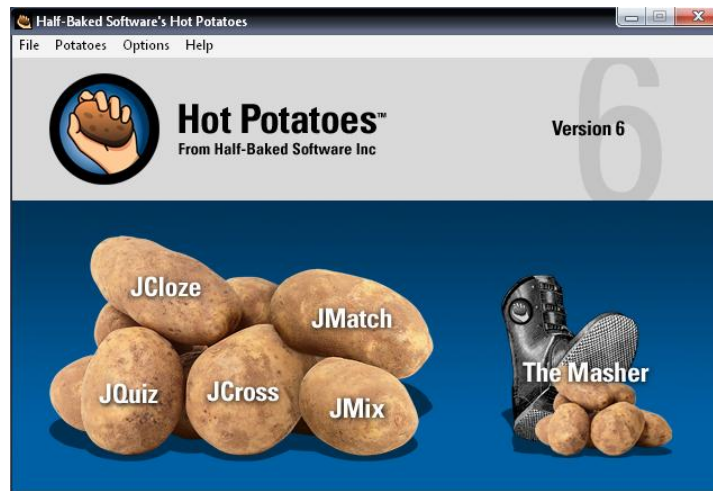 Half-Baked Software's Hot Potatoes
File Potatoes Options Help
6
Hot Potatoes™
From Half-Baked Software Inc
Version 6
JCloze
JMatch
JQuiz
JCross
JMix
The Masher